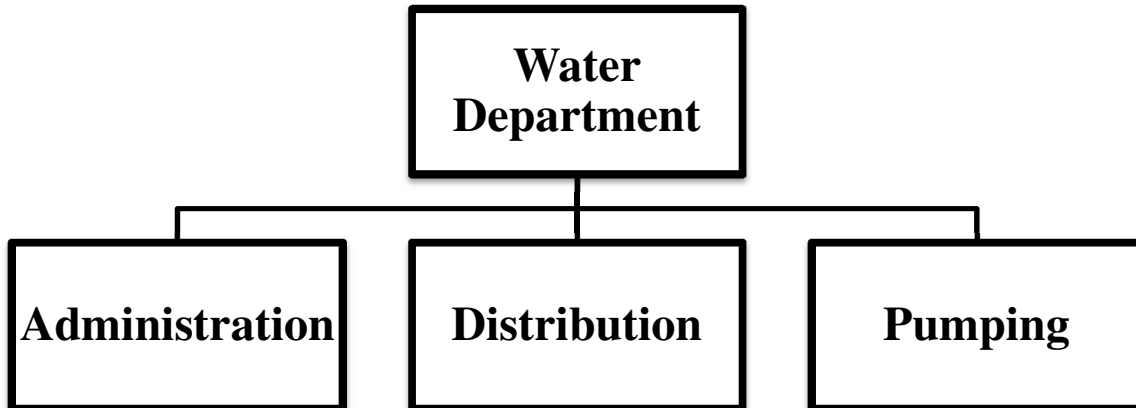 Water
Department
Administration
Distribution
Pumping